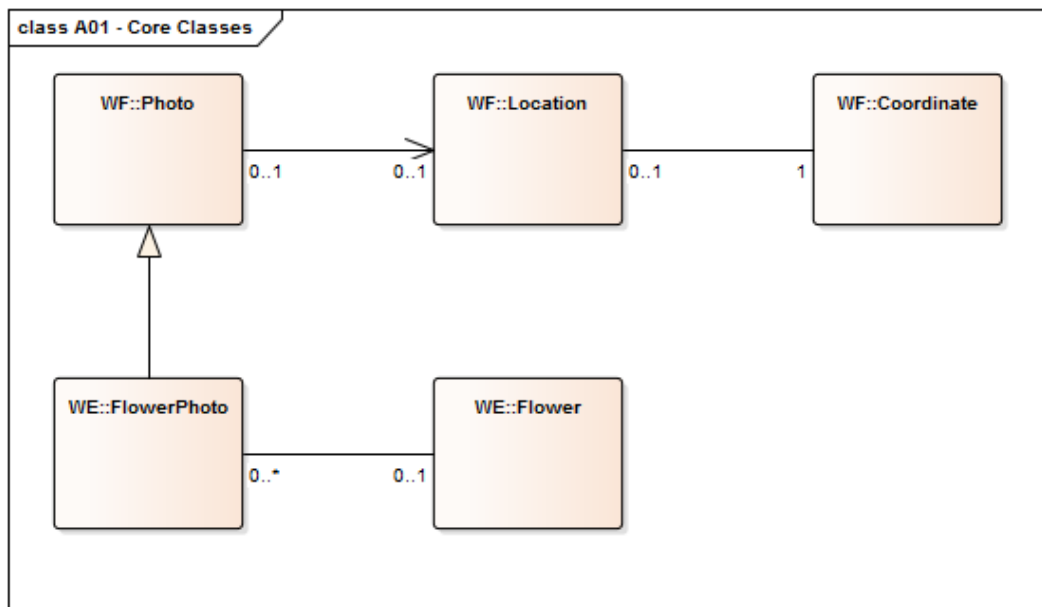 class A01 - Core Classes
WF::Photo
WF::Location
WF::Coordinate
0..1
0..1
0..1
1
WE::FlowerPhoto
WE::Flower
0..*
0..1